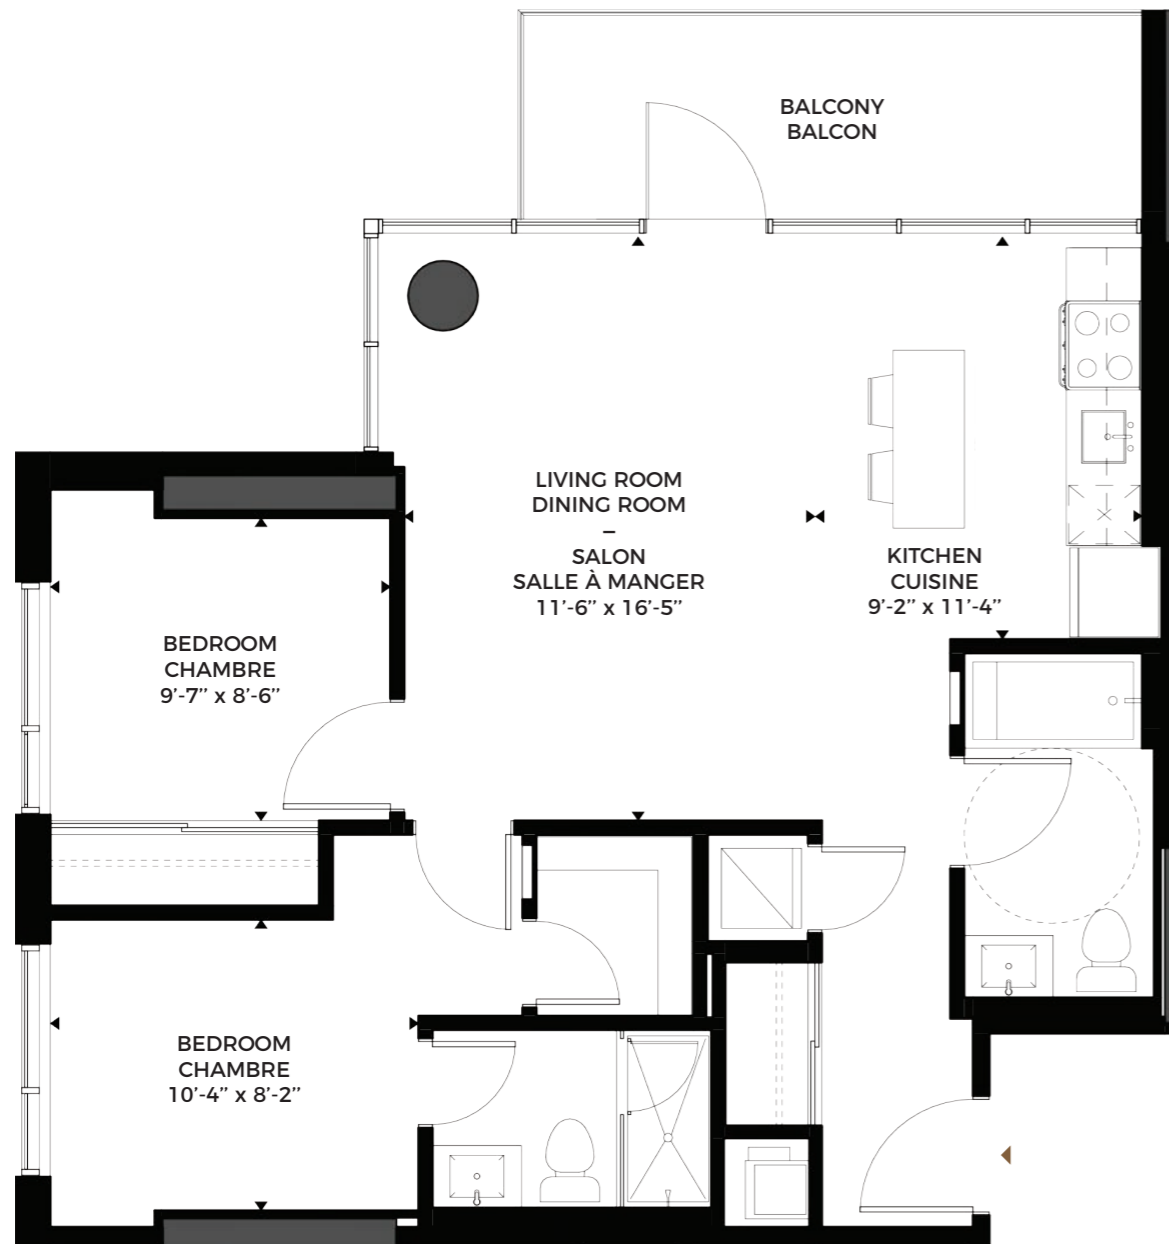 BALCONY
BALCON
LIVING ROOM
DINING ROOM
–
SALON
SALLE À MANGER
11’-6” x 16’-5”
KITCHEN
CUISINE
9’-2” x 11’-4”
BEDROOM
CHAMBRE
9’-7” x 8’-6”
BEDROOM
CHAMBRE
10’-4” x 8’-2”